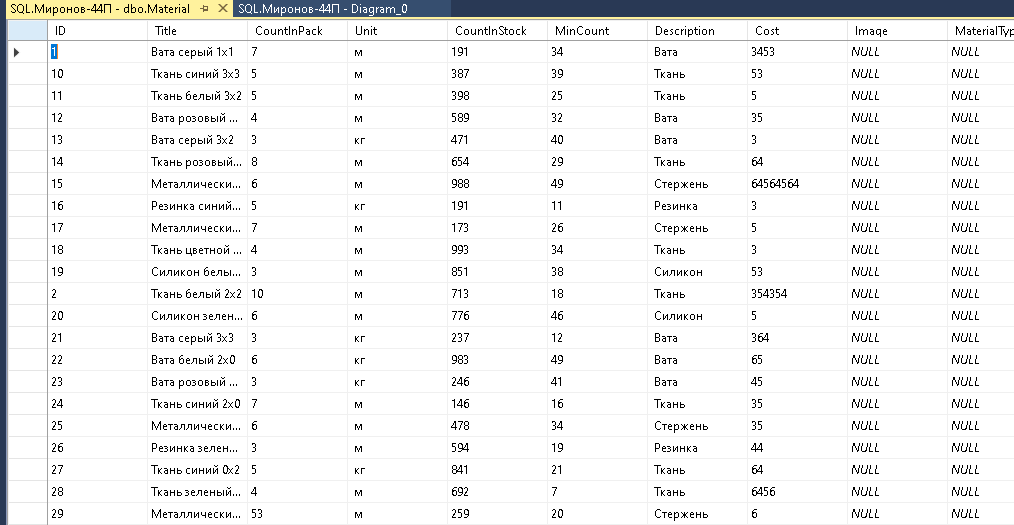 SQL.Миронов-44П - dbo.Material SQL.Миронов-44П - Diagram_0
ID Title CountInPack Unit CountInStock MinCount Description Cost Image MaterialTyp
1 Вата серый 1x1 7 м 191 34 Вата 3453 NULL NULL
10 Ткань синий 3x3 5 м 387 39 Ткань 53 NULL NULL
11 Ткань белый 3x2 5 м 398 25 Ткань 5 NULL NULL
12 Вата розовый ... 4 м 589 32 Вата 35 NULL NULL
13 Вата серый 3x2 3 кг 471 40 Вата 3 NULL NULL
14 Ткань розовый... 8 м 654 29 Ткань 64 NULL NULL
15 Металлически... 6 м 988 49 Стержень 64564564 NULL NULL
16 Резинка синий... 5 кг 191 11 Резинка 3 NULL NULL
17 Металлически... 7 м 173 26 Стержень 5 NULL NULL
18 Ткань цветной ... 4 м 993 34 Ткань 3 NULL NULL
19 Силикон белы... 3 м 851 38 Силикон 53 NULL NULL
2 Ткань белый 2x2 10 м 713 18 Ткань 354354 NULL NULL
20 Силикон зелен... 6 м 776 46 Силикон 5 NULL NULL
21 Вата серый 3x3 3 кг 237 12 Вата 364 NULL NULL
22 Вата белый 2x0 6 кг 983 49 Вата 65 NULL NULL
23 Вата розовый ... 3 кг 246 41 Вата 45 NULL NULL
24 Ткань синий 2x0 7 м 146 16 Ткань 35 NULL NULL
25 Металлически... 6 м 478 34 Стержень 35 NULL NULL
26 Резинка зелен... 3 м 594 19 Резинка 44 NULL NULL
27 Ткань синий 0x2 5 кг 841 21 Ткань 64 NULL NULL
28 Ткань зеленый... 4 м 692 7 Ткань 6456 NULL NULL
29 Металлически... 53 м 259 20 Стержень 6 NULL NULL